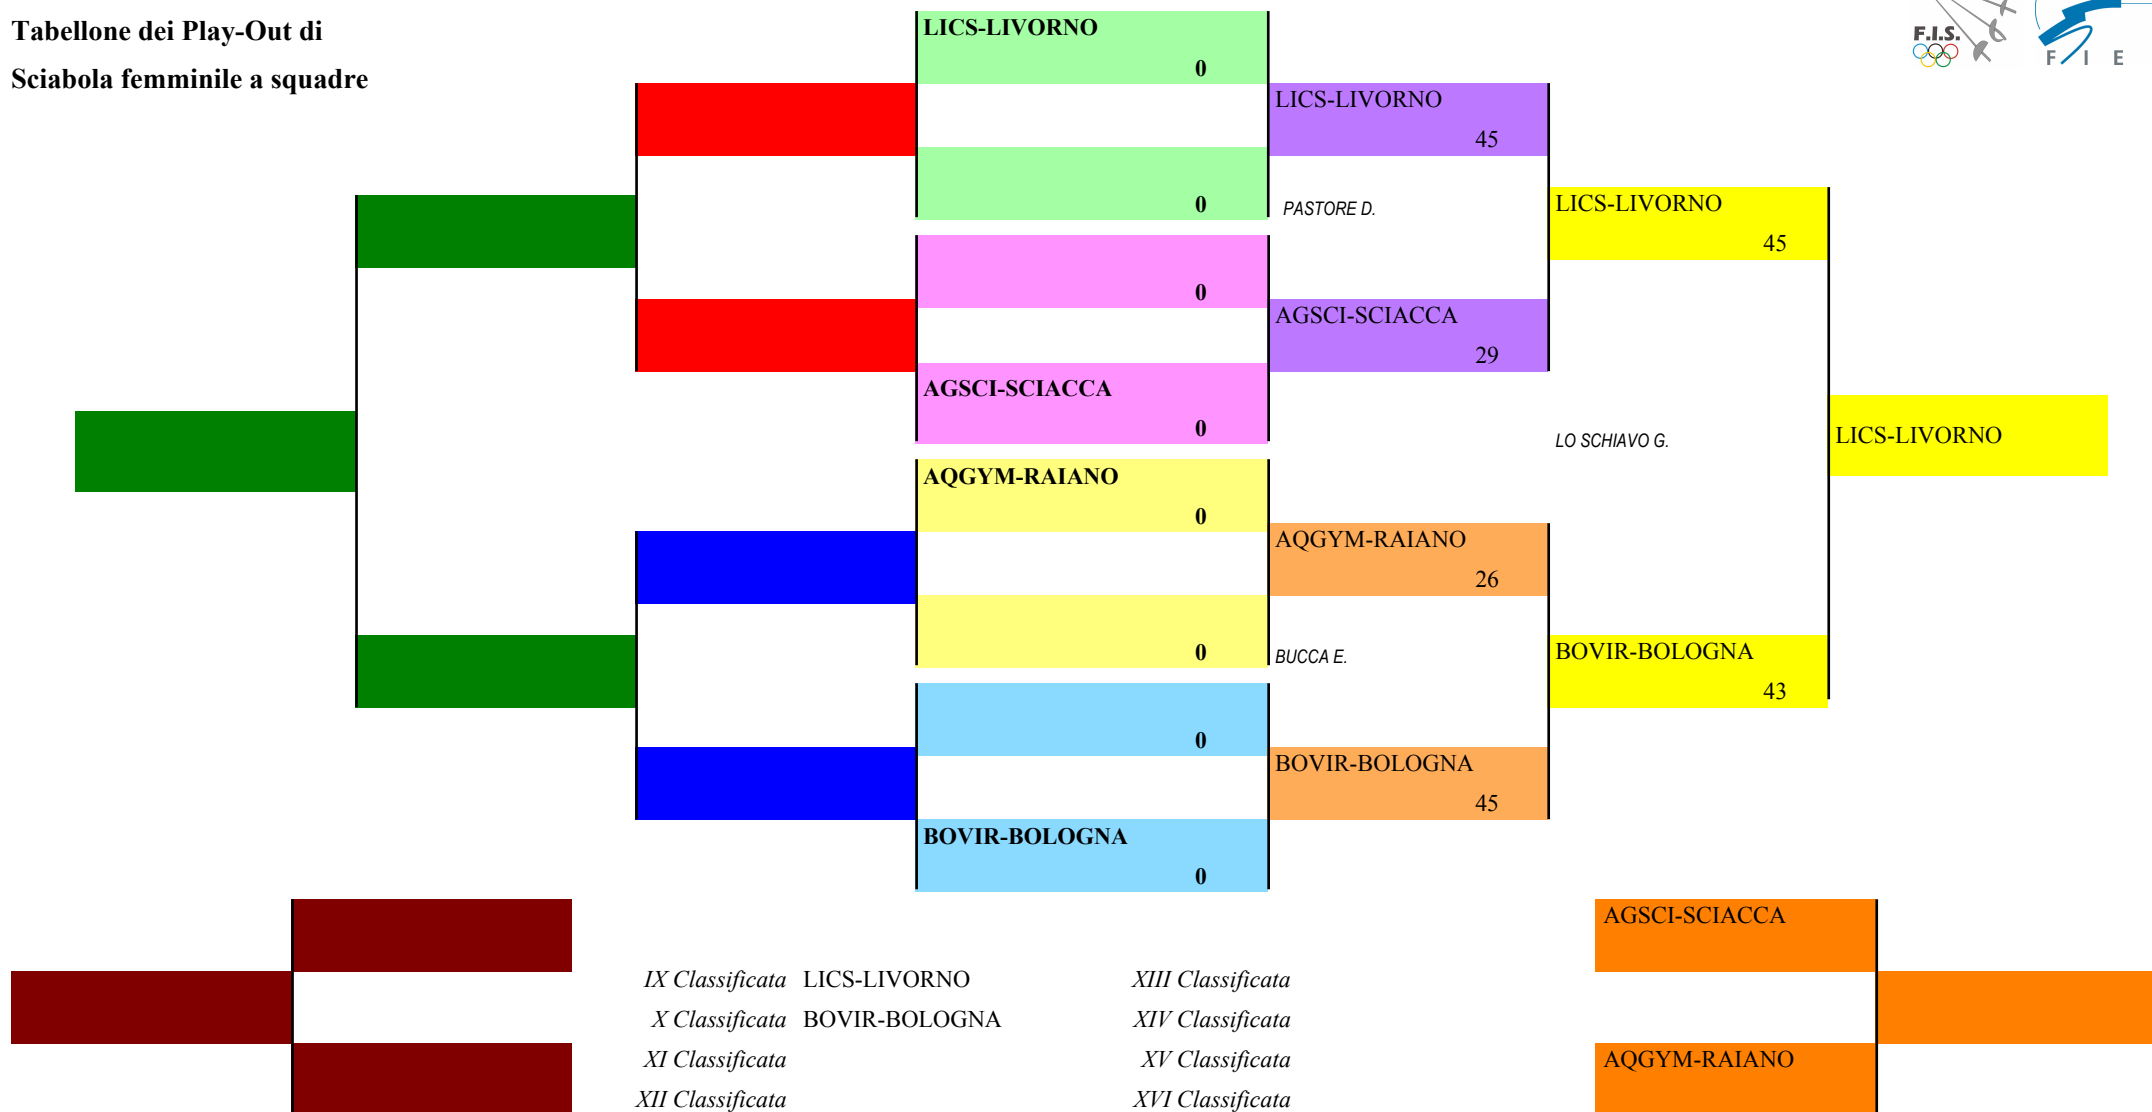 Tabellone dei Play-Out di
Sciabola femminile a squadre
F.I.S.
F I E
LICS-LIVORNO
0
0
0
AGSCI-SCIACCA
0
AQGYM-RAIANO
0
0
0
BOVIR-BOLOGNA
0
LICS-LIVORNO
45
PASTORE D.
AGSCI-SCIACCA
29
AQGYM-RAIANO
26
BUCCA E.
BOVIR-BOLOGNA
45
LICS-LIVORNO
45
LO SCHIAVO G.
BOVIR-BOLOGNA
43
LICS-LIVORNO
IX Classificata LICS-LIVORNO
X Classificata BOVIR-BOLOGNA
XI Classificata
XII Classificata
XIII Classificata
XIV Classificata
XV Classificata
XVI Classificata
AGSCI-SCIACCA
AQGYM-RAIANO